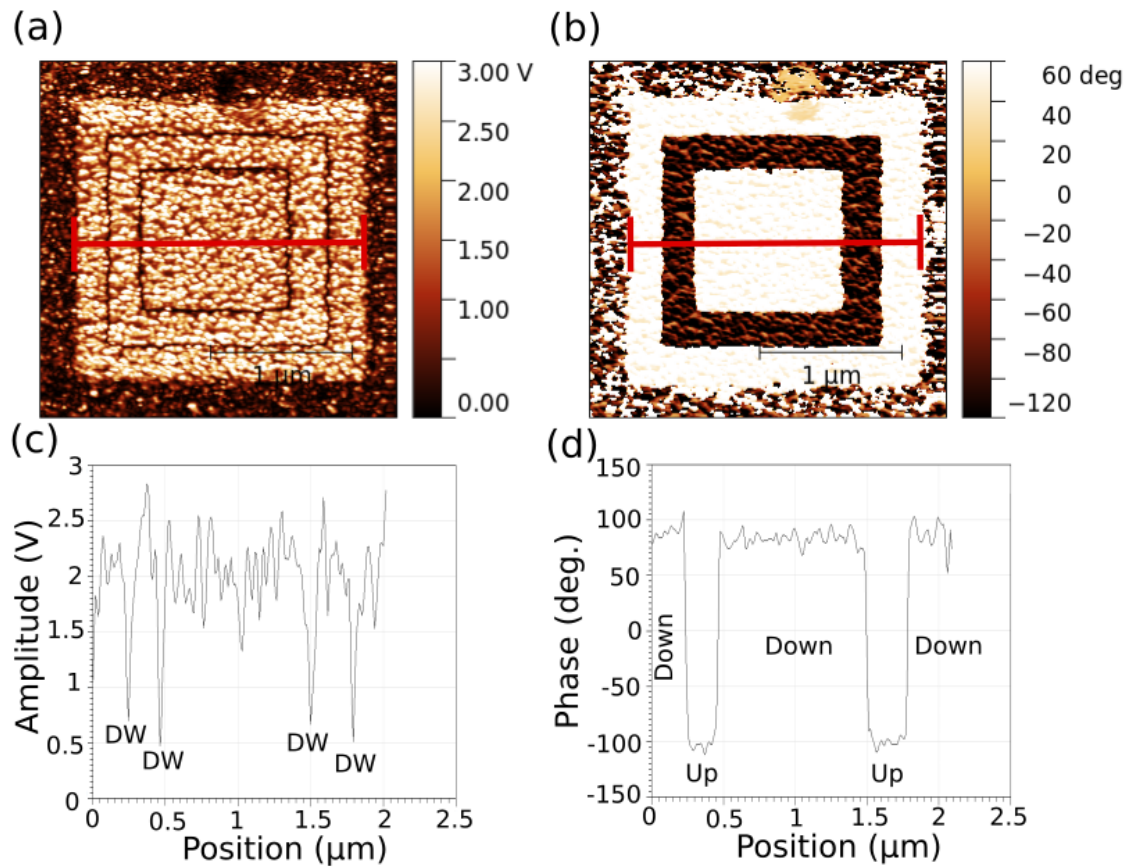 (a)
3.00 V
2.50
2.00
1.50
1.00
0.00
1 μm
(b)
60 deg
20
0
−20
−40
−60
−80
−120
1 μm
(c)
3
2.5
2
1.5
1
0.5
0
Amplitude (V)
DW
DW
DW
DW
0
0.5
1
1.5
2
2.5
Position (μm)
(d)
150
100
50
0
-50
-100
-150
Phase (deg.)
Down
Down
Down
Up
Up
0
0.5
1
1.5
2
2.5
Position (μm)